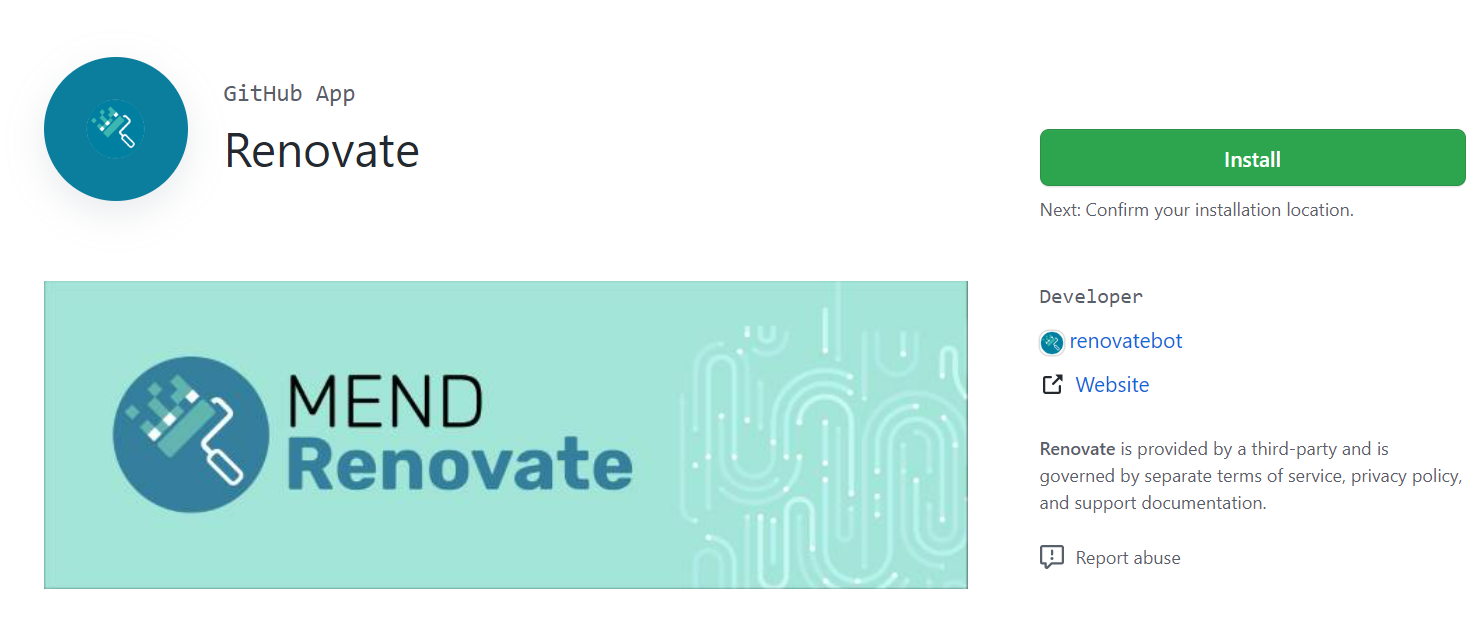 GitHub App
Renovate
Install
Next: Confirm your installation location.
MEND
Renovate
Developer
renovatebot
Website
Renovate is provided by a third-party and is
governed by separate terms of service, privacy policy,
and support documentation.
Report abuse